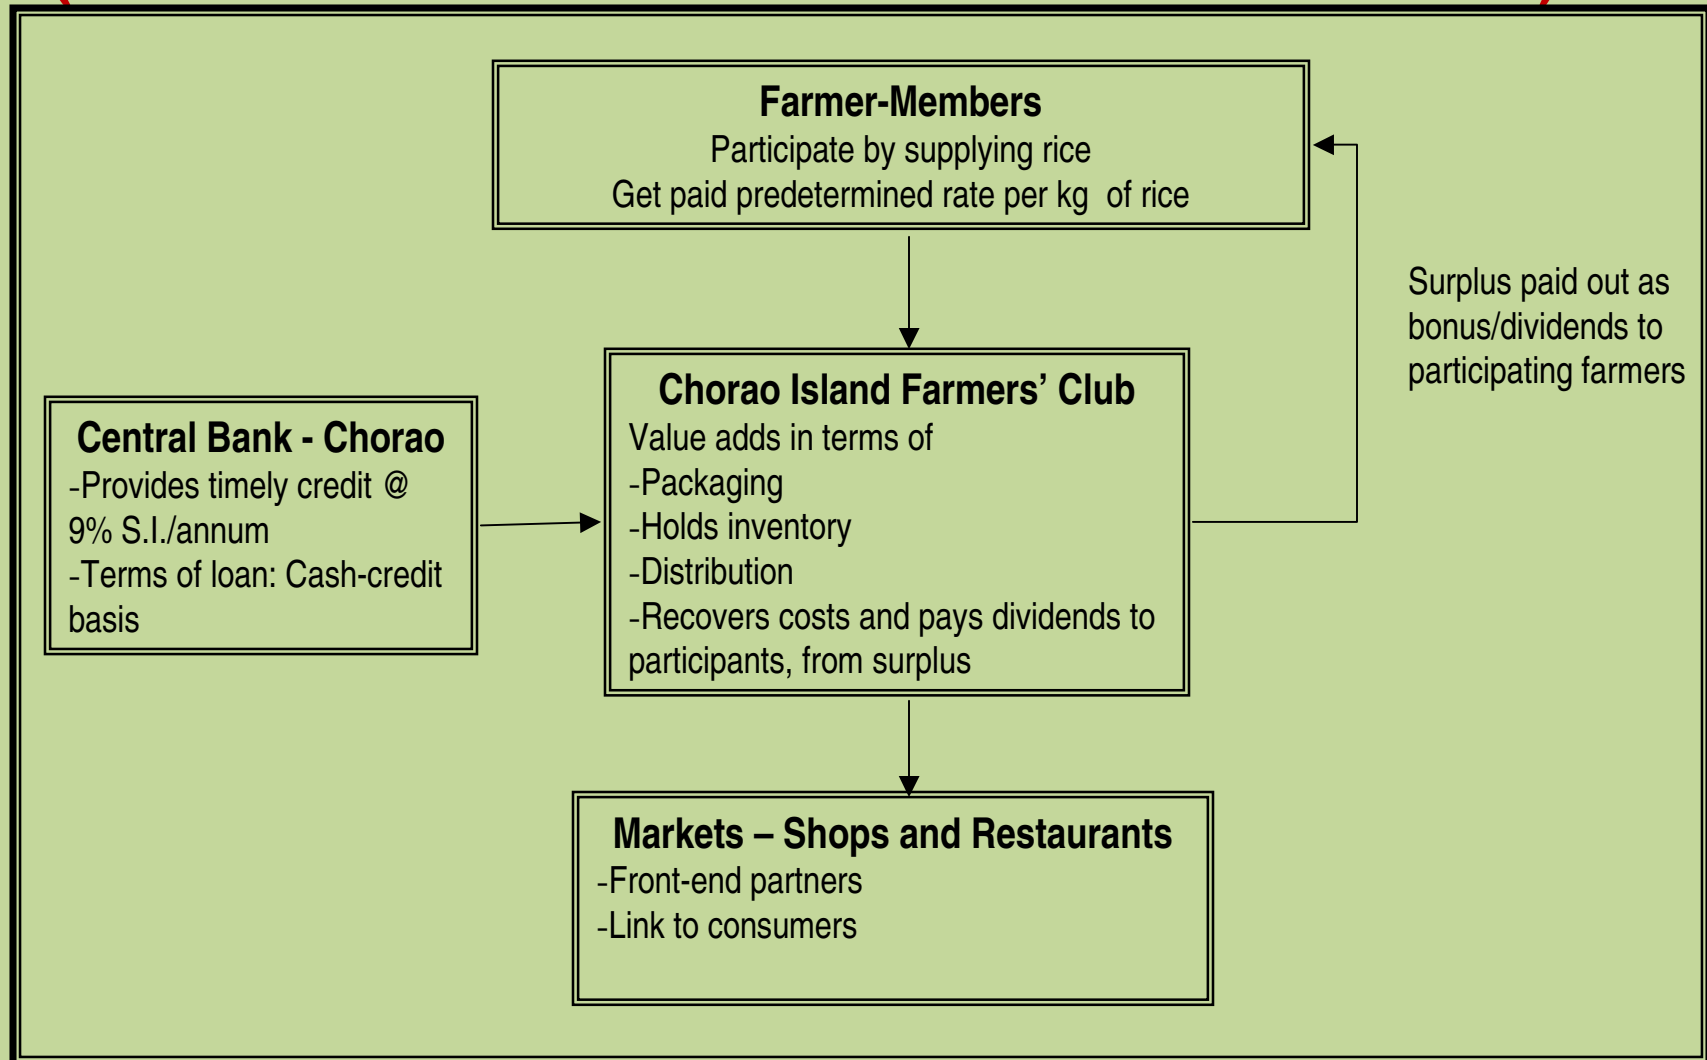 Farmer-Members
Participate by supplying rice
Get paid predetermined rate per kg  of rice
Surplus paid out as
bonus/dividends to
participating farmers
Chorao Island Farmers’ Club
Value adds in terms of
-Packaging
-Holds inventory
-Distribution
-Recovers costs and pays dividends to
participants, from surplus
Central Bank - Chorao
-Provides timely credit @
9% S.I./annum
-Terms of loan: Cash-credit
basis
Markets – Shops and Restaurants
-Front-end partners
-Link to consumers